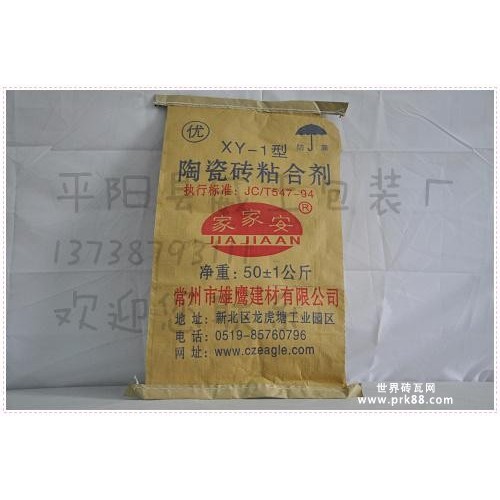 优
XY-1型
防潮
陶瓷砖粘合剂
执行标准：JC/T547-94
家家安
®
JIAJIAAN
净重：50±1公斤
常州市雄鹰建材有限公司
地址：新北区龙虎塘工业园区
电话：0519-85760796
网址：www.czeagle.com
平阳县 包装厂
欢迎
世界砖瓦网
www.prk88.com